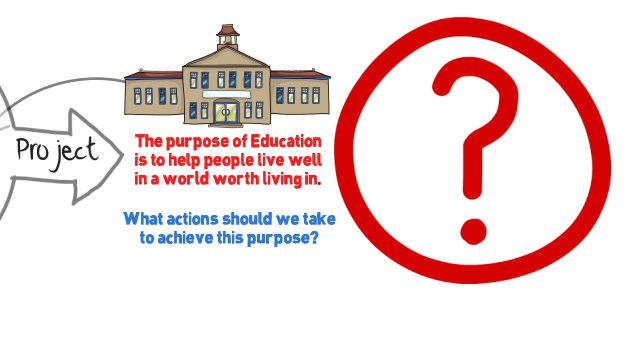 Project
The purpose of Education
is to help people live well
in a world worth living in.
What actions should we take
to achieve this purpose?
?